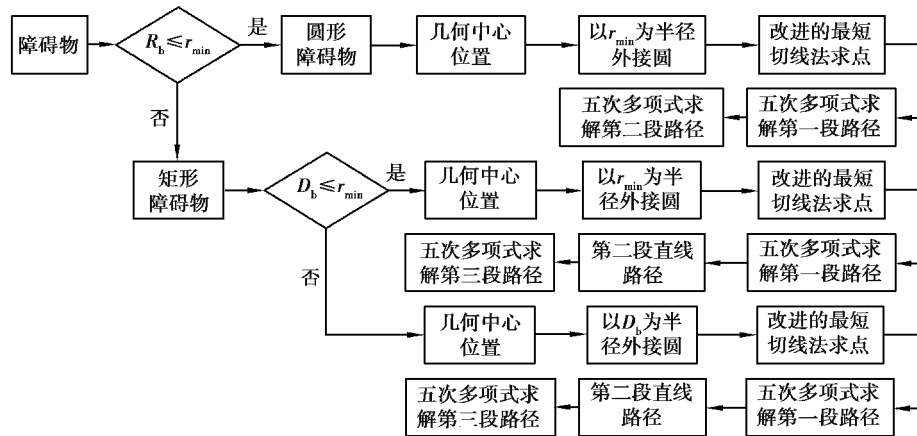 障碍物
R_b≤r_min
是
圆形
障碍物
几何中心
位置
以r_min为半径
外接圆
改进的最短
切线法求点
否
五次多项式求
解第二段路径
五次多项式求
解第一段路径
矩形
障碍物
D_b≤r_min
是
几何中心
位置
以r_min为半
径外接圆
改进的最短
切线法求点
否
五次多项式求
解第三段路径
第二段直线
路径
五次多项式求
解第一段路径
几何中心
位置
以D_b为半
径外接圆
改进的最短
切线法求点
五次多项式求
解第三段路径
第二段直线
路径
五次多项式求
解第一段路径